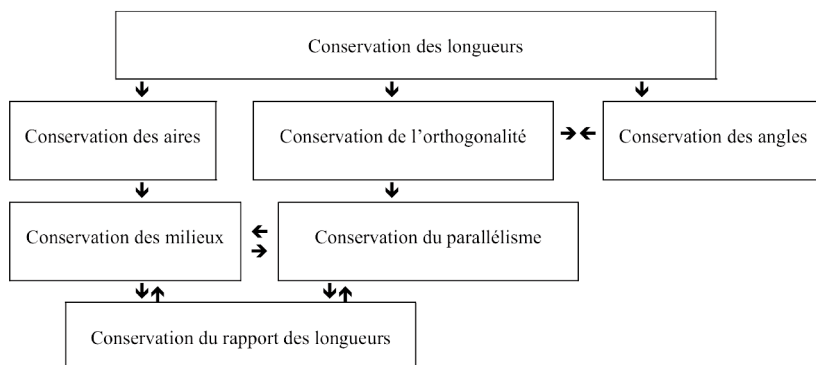 Conservation des longueurs
Conservation des aires
Conservation de l’orthogonalité
Conservation des angles
Conservation des milieux
Conservation du parallélisme
Conservation du rapport des longueurs